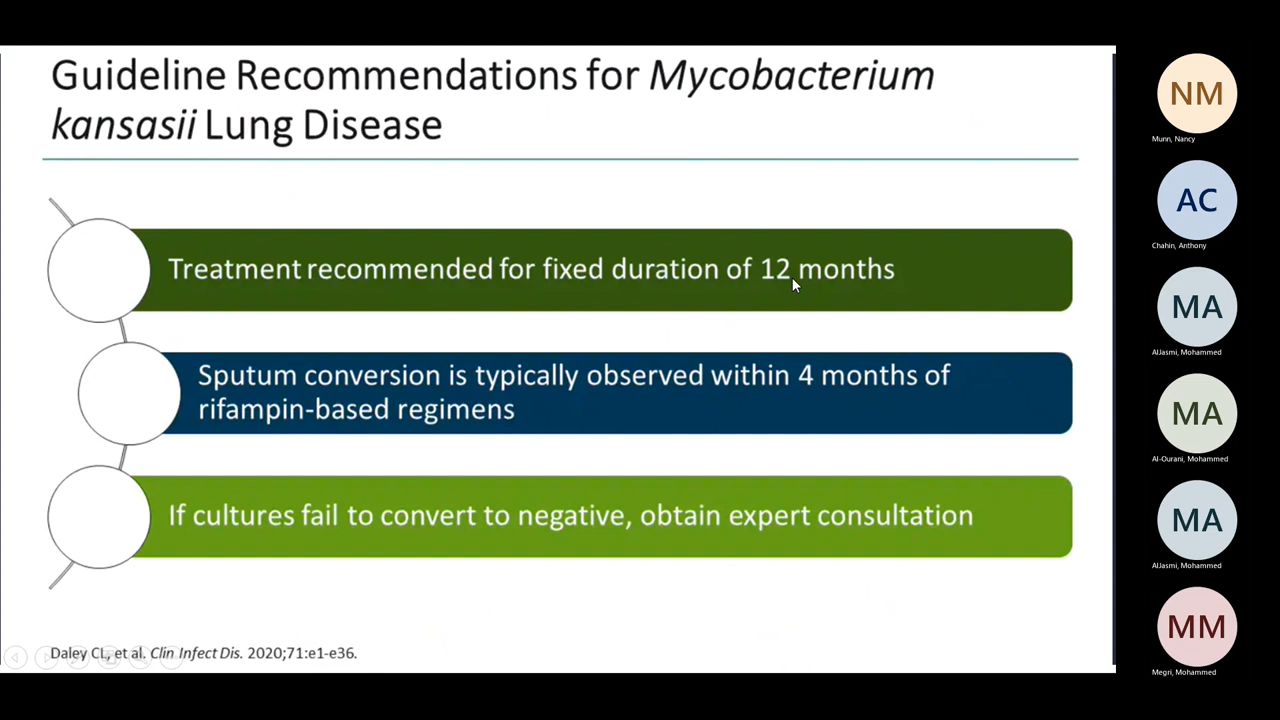 Guideline Recommendations for Mycobacterium
kansasii Lung Disease
Treatment recommended for fixed duration of 12 months
Sputum conversion is typically observed within 4 months of
rifampin-based regimens
If cultures fail to convert to negative, obtain expert consultation
Daley CL, et al. Clin Infect Dis. 2020;71:e1-e36.
NM
Munn, Nancy
AC
Chahin, Anthony
MA
AlJasmi, Mohammed
MA
Al-Ourani, Mohammed
MA
AlJasmi, Mohammed
MM
Megri, Mohammed